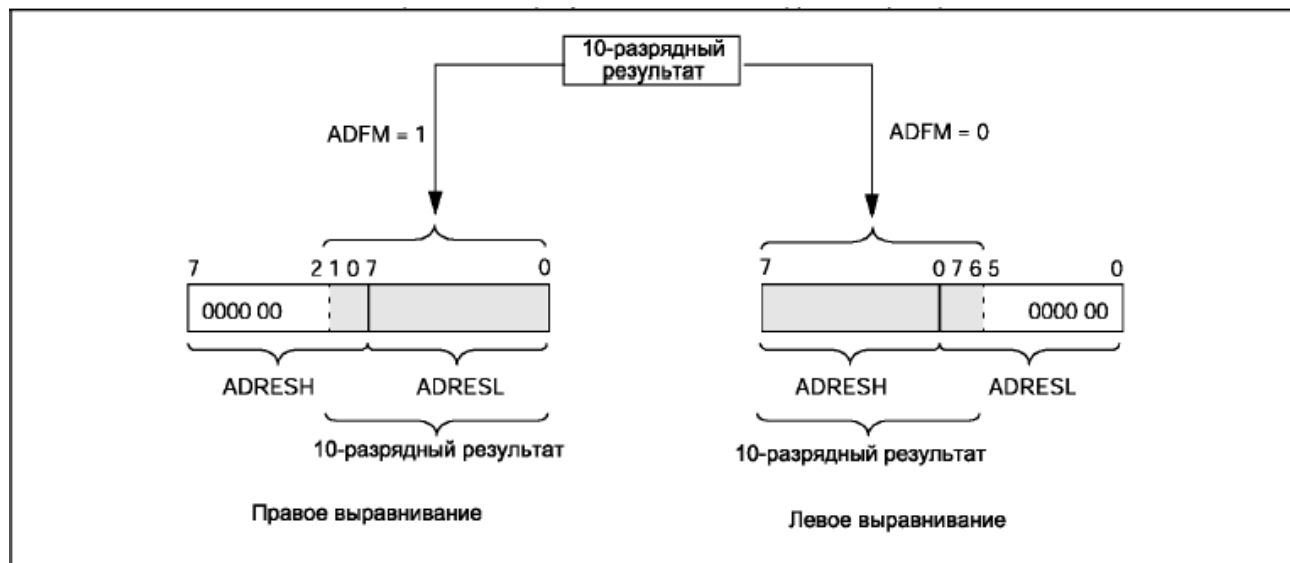 10-разрядный
результат
ADFM = 1
ADFM = 0
7 2 1 0 7 0
7 0 7 6 5 0
0000 00
0000 00
ADRESH ADRESL
ADRESH ADRESL
10-разрядный результат
10-разрядный результат
Правое выравнивание
Левое выравнивание